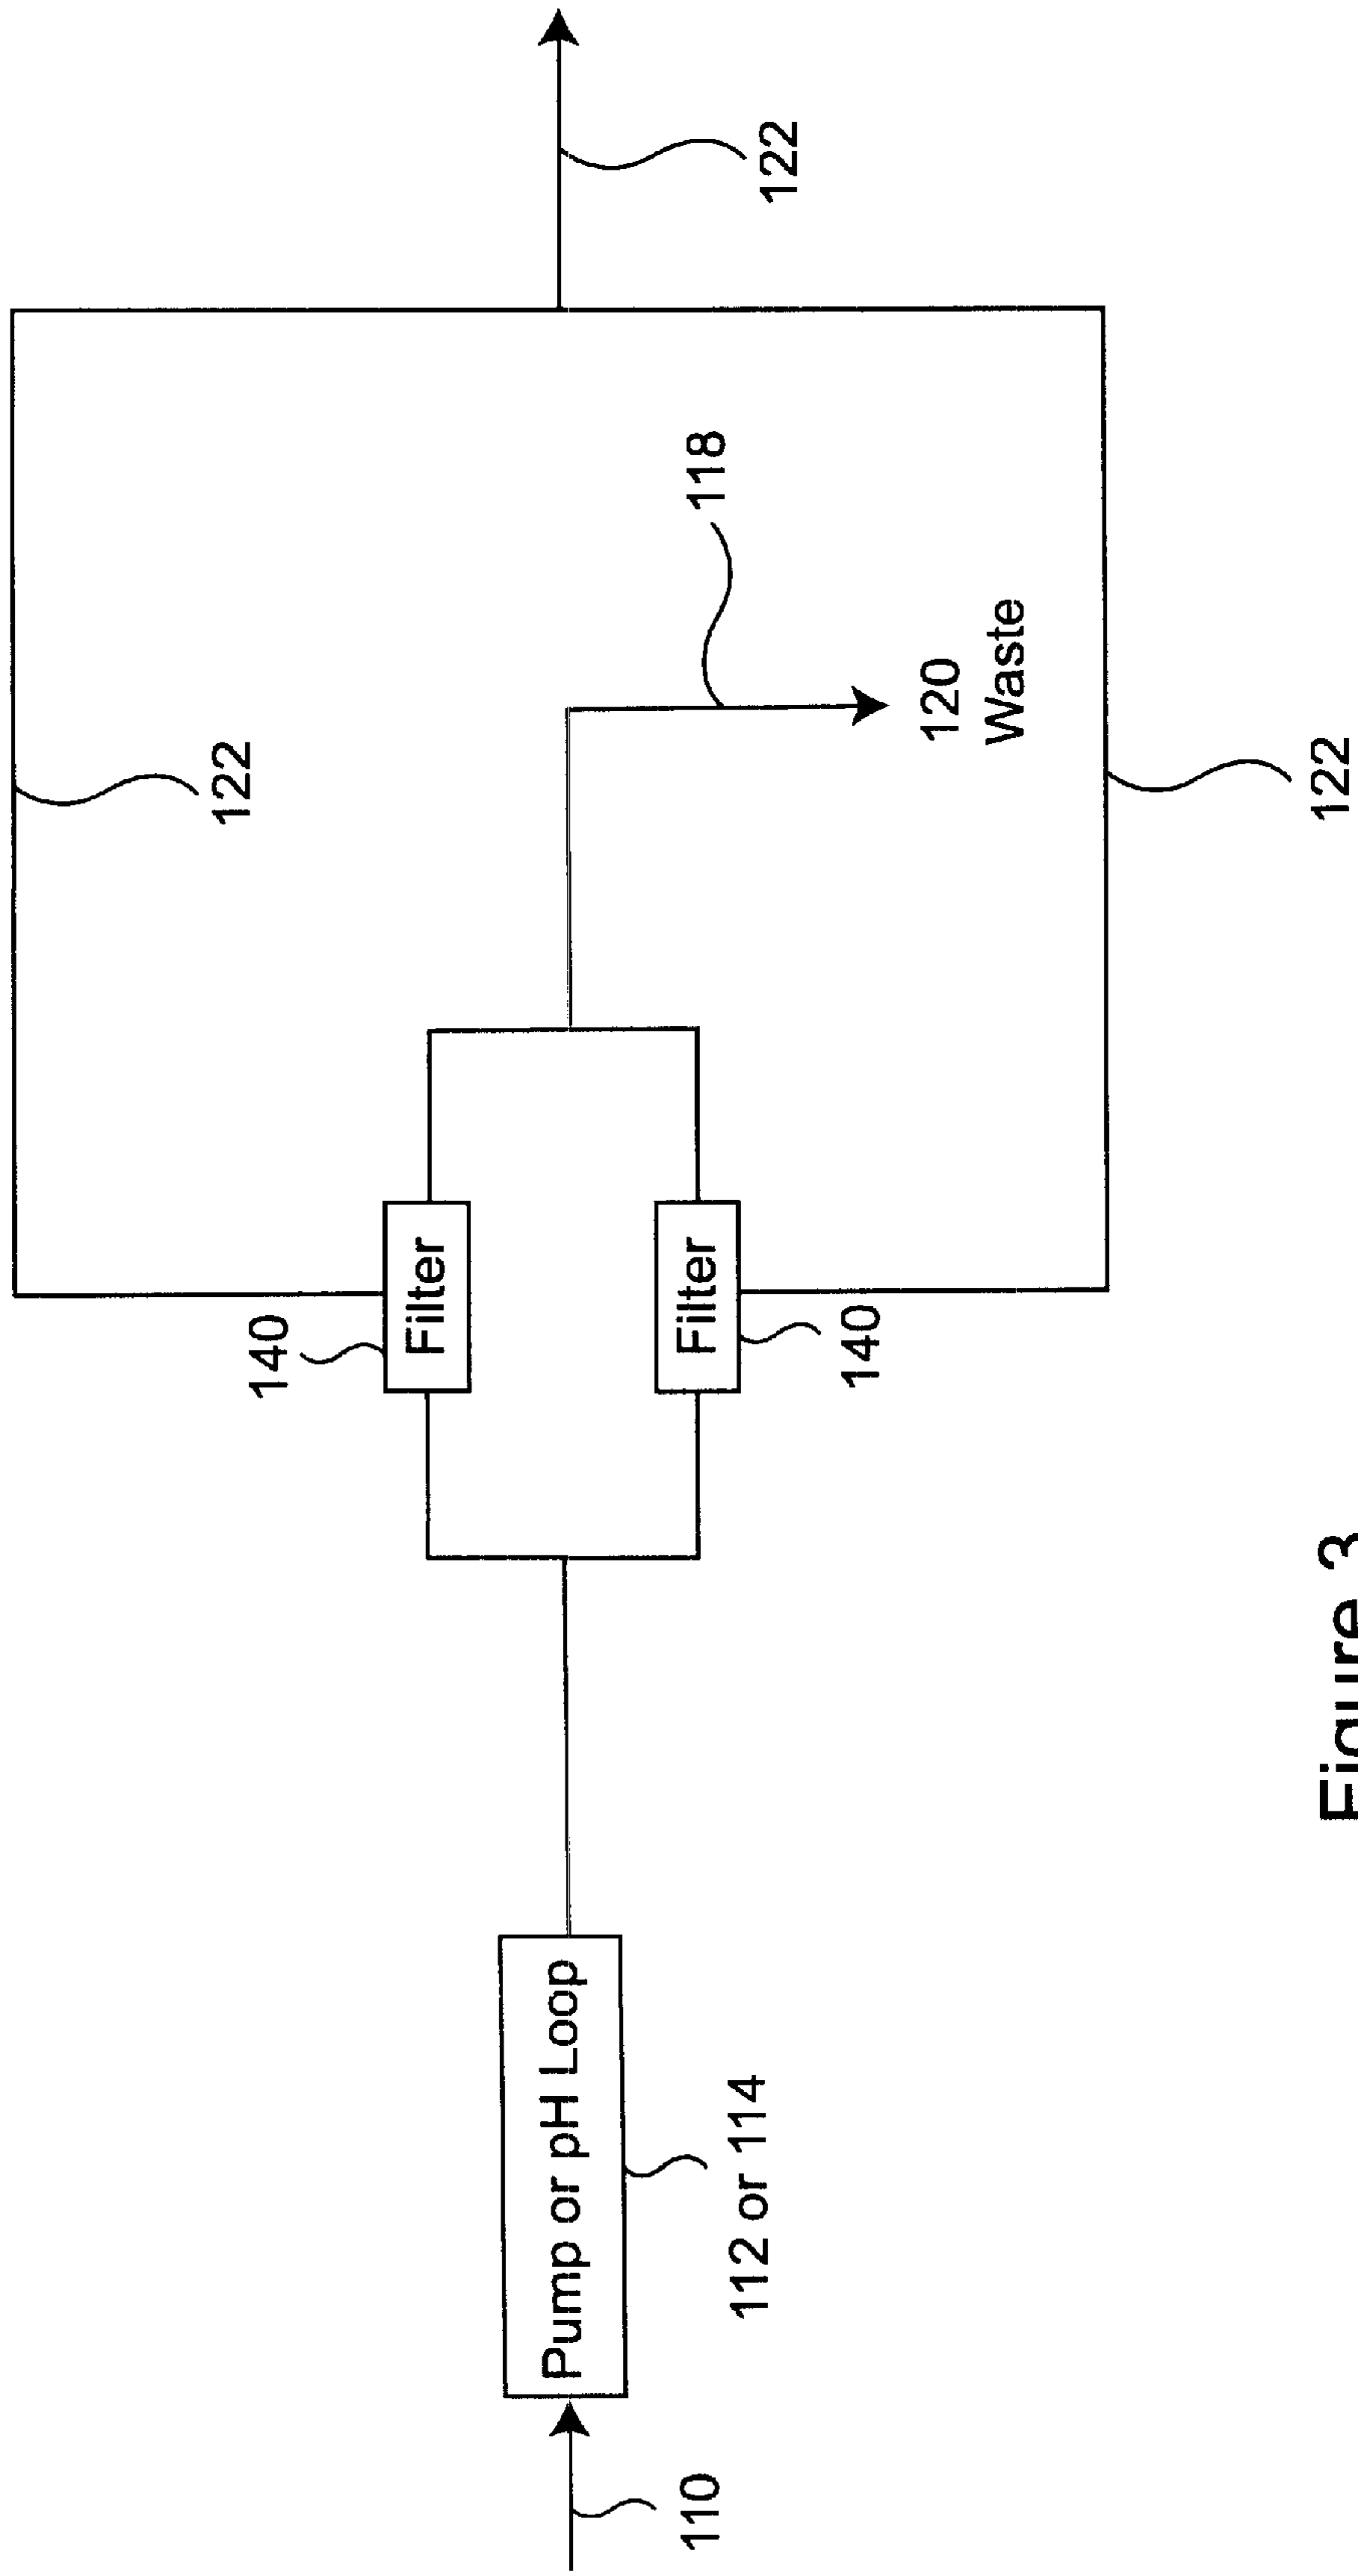 122
122
118
120
Waste
122
140
Filter
Filter
140
Pump or pH Loop
112 or 114
110
Figure 3